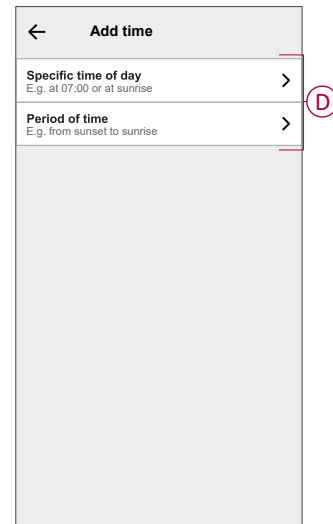 Add time
Specific time of day
E.g. at 07:00 or at sunrise
Period of time
E.g. from sunset to sunrise
D